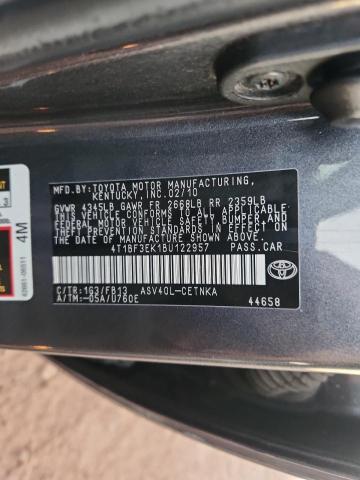 MFD.BY:TOYOTA MOTOR MANUFACTURING,
KENTUCKY, INC.02/10
GVWR 4345LB GAWR FR 2668LB RR 2359LB
THIS VEHICLE CONFORMS TO ALL APPLICABLE
FEDERAL MOTOR VEHICLE SAFETY, BUMPER, AND
THEFT PREVENTION STANDARDS IN EFFECT ON
THE DATE OF MANUFACTURE SHOWN ABOVE.
4T1BF3EK1BU122957 PASS.CAR
C/TR:1G3/FB13 ASV40L-CETNKA
A/TM:-05A/U760E
44658
4M